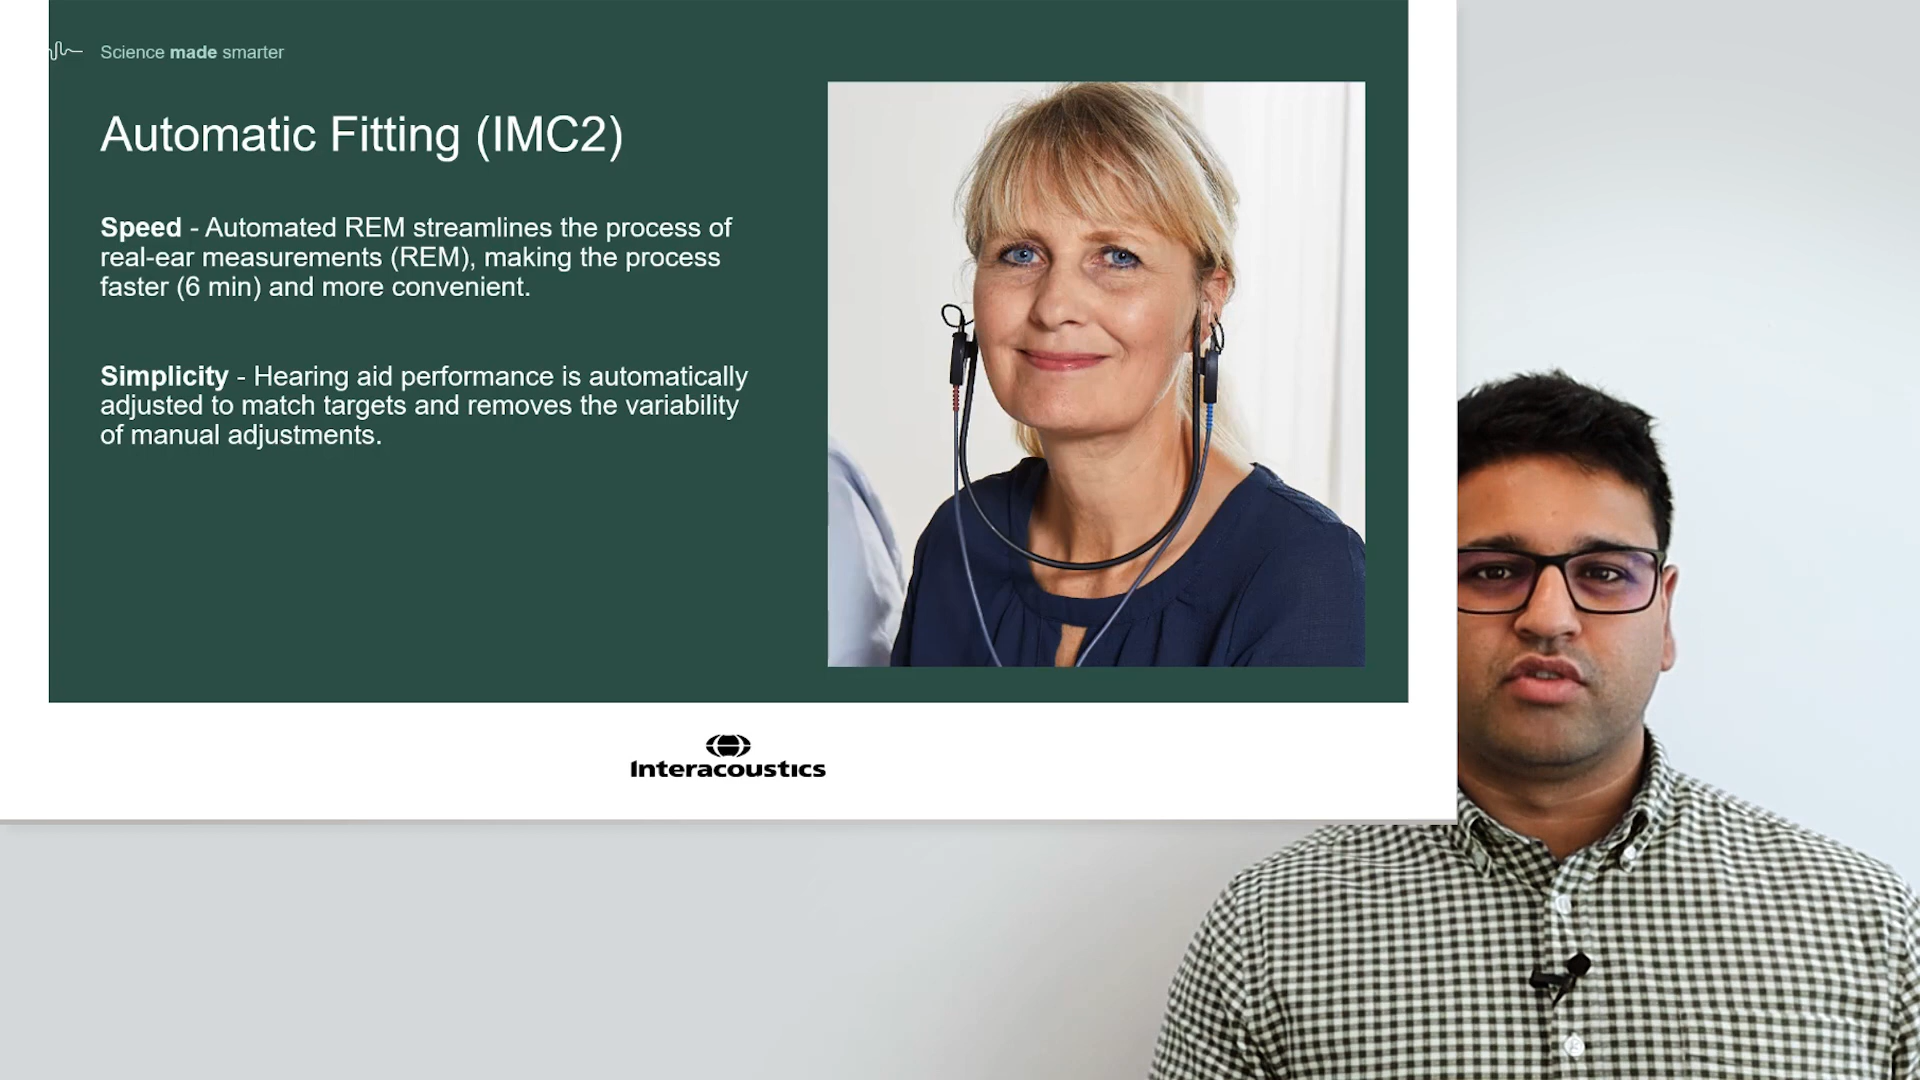 Science made smarter
Automatic Fitting (IMC2)
Speed - Automated REM streamlines the process of
real-ear measurements (REM), making the process
faster (6 min) and more convenient.
Simplicity - Hearing aid performance is automatically
adjusted to match targets and removes the variability
of manual adjustments.
Interacoustics